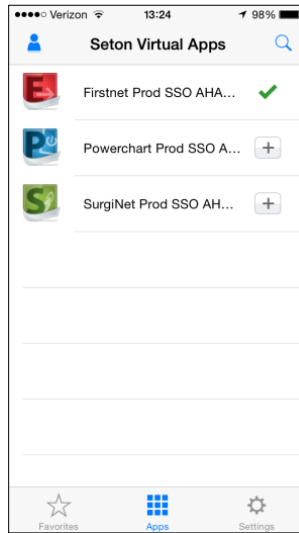 Verizon 13:24 98%
Seton Virtual Apps
Firstnet Prod SSO AHA...
Powerchart Prod SSO A...
SurgiNet Prod SSO AH...
Favorites Apps Settings